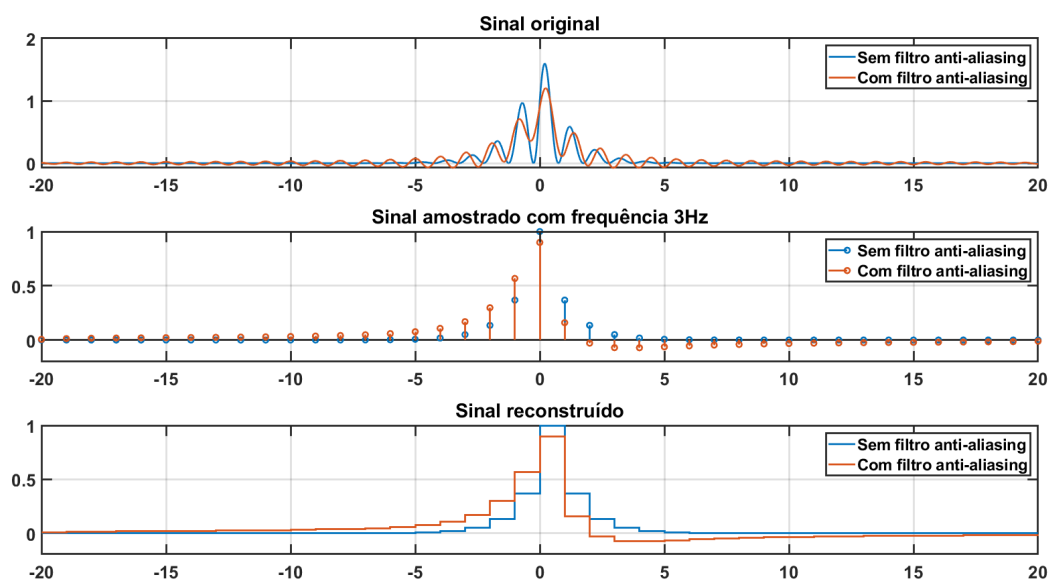 Sinal original
2
1
0
Sem filtro anti-aliasing
Com filtro anti-aliasing
-20 -15 -10 -5 0 5 10 15 20
Sinal amostrado com frequência 3Hz
1
0.5
0
Sem filtro anti-aliasing
Com filtro anti-aliasing
-20 -15 -10 -5 0 5 10 15 20
Sinal reconstruído
1
0.5
0
Sem filtro anti-aliasing
Com filtro anti-aliasing
-20 -15 -10 -5 0 5 10 15 20